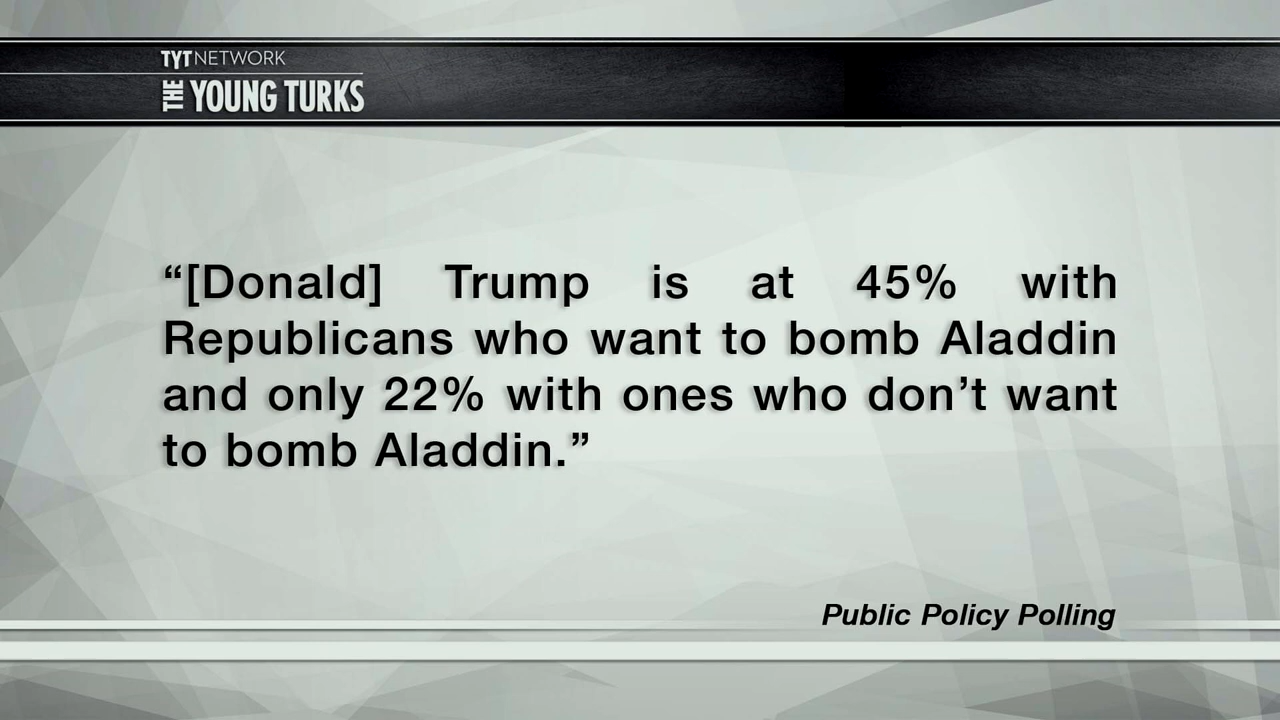 TYTNETWORK
THE YOUNG TURKS
“[Donald] Trump is at 45% with
Republicans who want to bomb Aladdin
and only 22% with ones who don’t want
to bomb Aladdin.”
Public Policy Polling